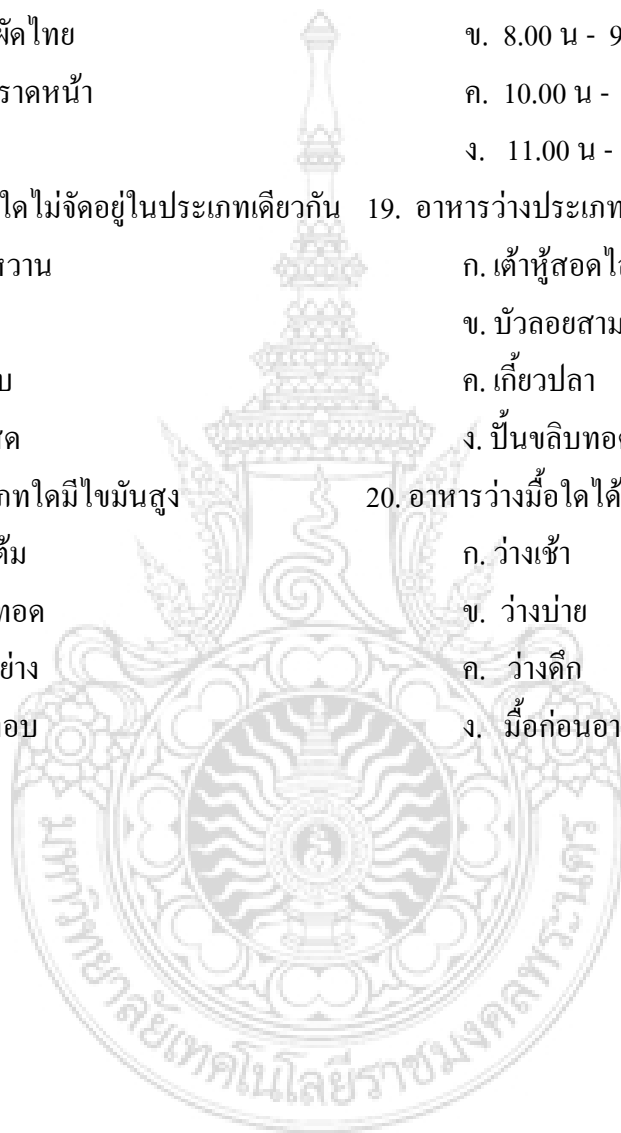 ผัดไทย
ราดหน้า
ใดไม่จัดอยู่ในประเภทเดียวกัน
หวาน
บ
สด
ภทใดมีไขมันสูง
ต้ม
ทอด
ย่าง
อบ
ข. 8.00 น - 9
ค. 10.00 น -
ง. 11.00 น -
19. อาหารว่างประเภท
ก. เต้าหู้สอดไส
ข. บัวลอยสาม
ค. เกี้ยวปลา
ง. ปั้นขลิบทอด
20. อาหารว่างมื้อใดได้
ก. ว่างเช้า
ข. ว่างบ่าย
ค. ว่างดึก
ง. มื้อก่อนอา
มหาวิทยาลัยเทคโนโลยีราชมงคลพระนคร